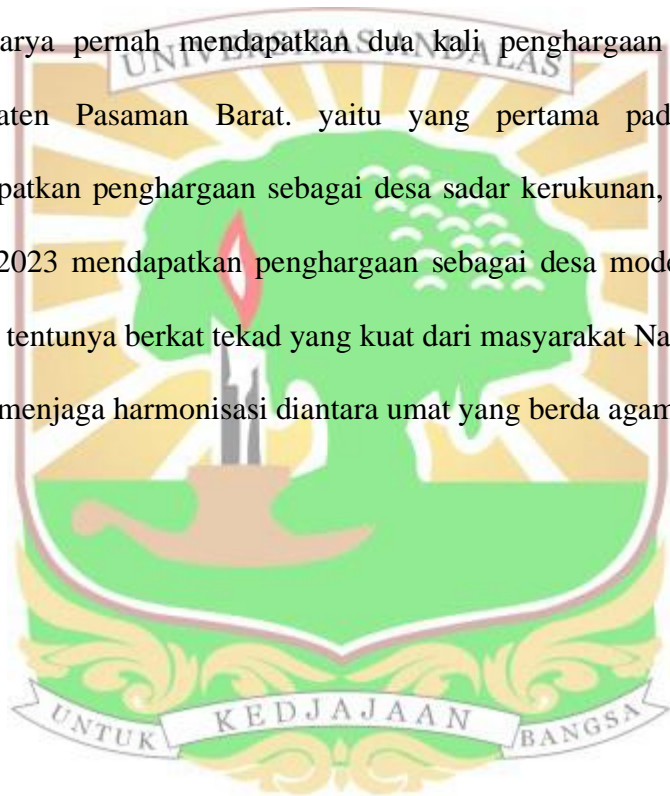 UNIVERSITAS ANDALAS
arya pernah mendapatkan dua kali penghargaan
aten Pasaman Barat. yaitu yang pertama pad
patkan penghargaan sebagai desa sadar kerukunan,
2023 mendapatkan penghargaan sebagai desa mod
tentunya berkat tekad yang kuat dari masyarakat Na
menjaga harmonisasi diantara umat yang berda agam
UNTUK KEDJAJAAN BANGSA